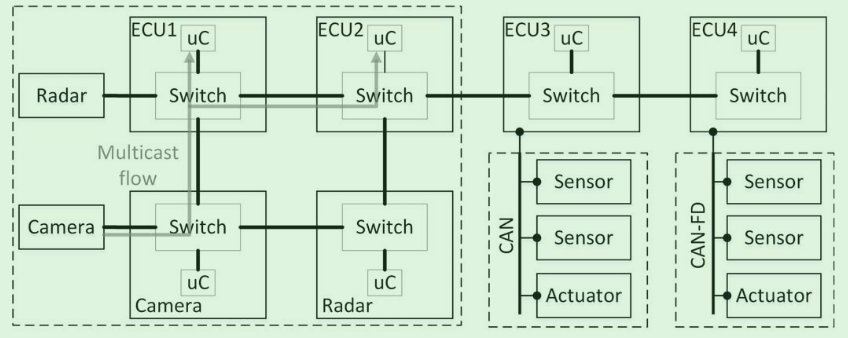 ECU1
uC
ECU2
uC
ECU3
uC
ECU4
uC
Radar
Switch
Switch
Switch
Switch
Multicast
flow
Camera
Switch
Switch
uC
Camera
uC
Radar
CAN
Sensor
Sensor
Actuator
CAN-FD
Sensor
Sensor
Actuator